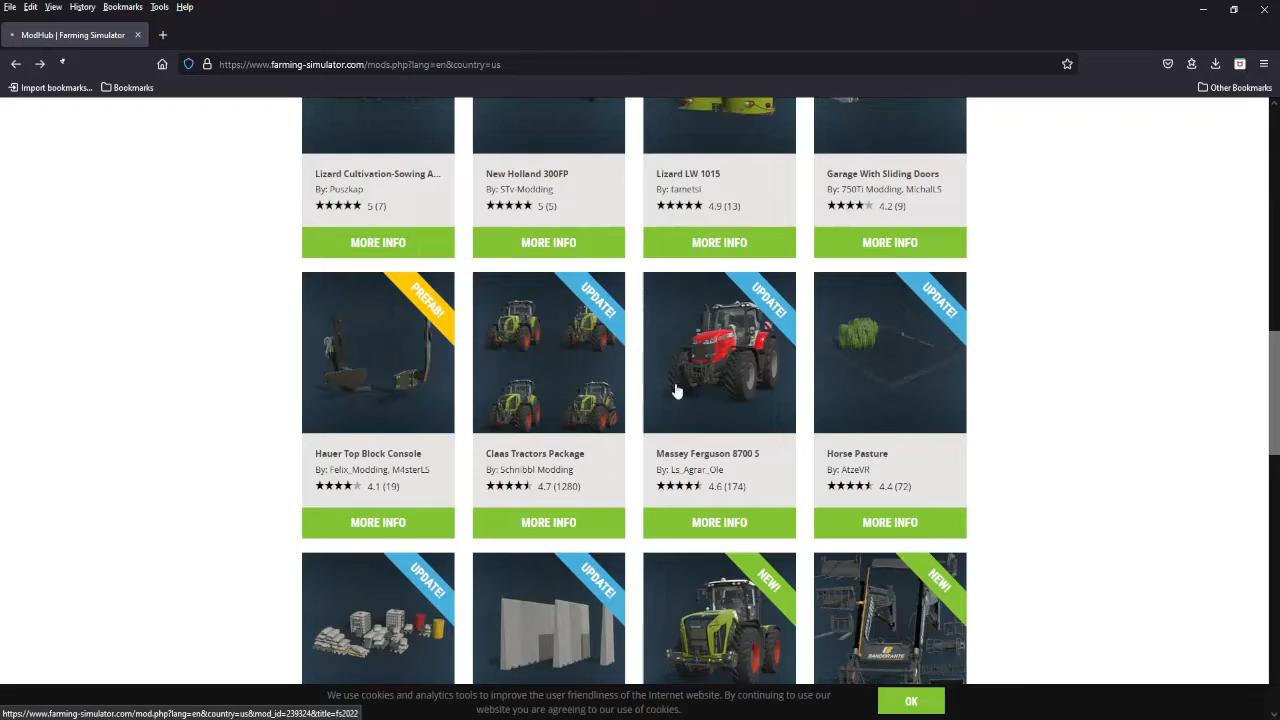 File Edit View History Bookmarks Tools Help
ModHub | Farming Simulator
https://www.farming-simulator.com/mods.php?lang=en&country=us
Import bookmarks... Bookmarks Other Bookmarks
Lizard Cultivation-Sowing A...
By: Puszkap
5 (7)
MORE INFO
New Holland 300FP
By: STv-Modding
5 (5)
MORE INFO
Lizard LW 1015
By: tametsi
4.9 (13)
MORE INFO
Garage With Sliding Doors
By: 750Ti Modding, MichalLS
4.2 (9)
MORE INFO
PREFAB!
Hauer Top Block Console
By: Felix_Modding, M4sterLS
4.1 (19)
MORE INFO
UPDATE!
Claas Tractors Package
By: Schnibbl Modding
4.7 (1280)
MORE INFO
UPDATE!
Massey Ferguson 8700 S
By: Ls_Agrar_Ole
4.6 (174)
MORE INFO
UPDATE!
Horse Pasture
By: AtzeVR
4.4 (72)
MORE INFO
UPDATE!
UPDATE!
NEW!
NEW!
BANDORANTE
We use cookies and analytics tools to improve the user friendliness of the Internet website. By continuing to use our
website you are agreeing to our use of cookies.
OK
https://www.farming-simulator.com/mod.php?lang=en&country=us&mod_id=239324&title=fs2022